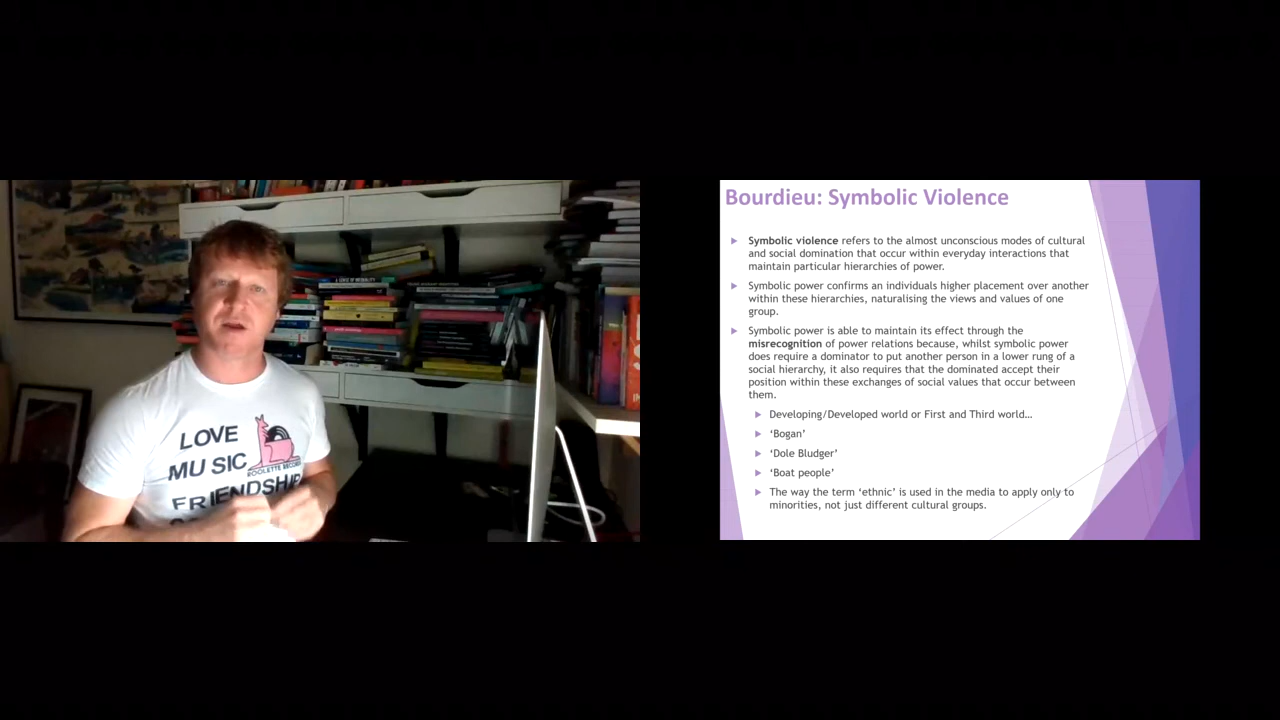 LOVE
MUSIC
FRIENDSHIP
ROOLETTE RECORDS
Bourdieu: Symbolic Violence
Symbolic violence refers to the almost unconscious modes of cultural
and social domination that occur within everyday interactions that
maintain particular hierarchies of power.
Symbolic power confirms an individuals higher placement over another
within these hierarchies, naturalising the views and values of one
group.
Symbolic power is able to maintain its effect through the
misrecognition of power relations because, whilst symbolic power
does require a dominator to put another person in a lower rung of a
social hierarchy, it also requires that the dominated accept their
position within these exchanges of social values that occur between
them.
Developing/Developed world or First and Third world…
‘Bogan’
‘Dole Bludger’
‘Boat people’
The way the term ‘ethnic’ is used in the media to apply only to
minorities, not just different cultural groups.